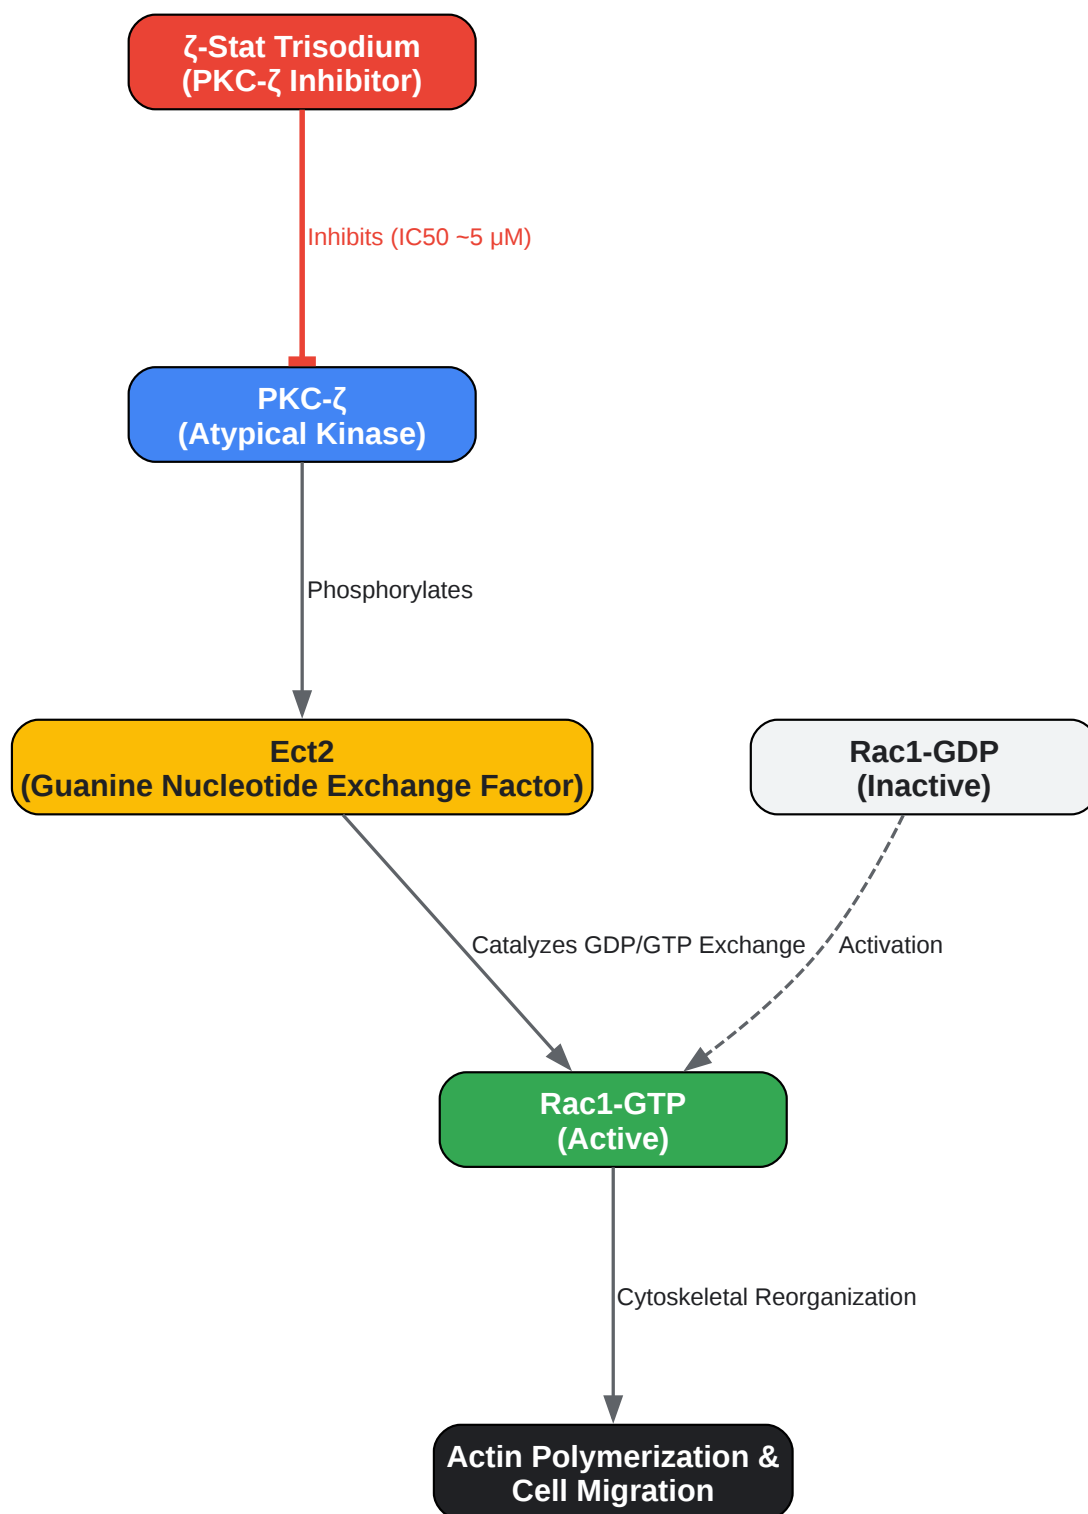 ζ-Stat Trisodium
(PKC-ζ Inhibitor)
Inhibits (IC50 ~5 μM)
PKC-ζ
(Atypical Kinase)
Phosphorylates
Ect2
(Guanine Nucleotide Exchange Factor)
Rac1-GDP
(Inactive)
Catalyzes GDP/GTP Exchange
Activation
Rac1-GTP
(Active)
Cytoskeletal Reorganization
Actin Polymerization &
Cell Migration